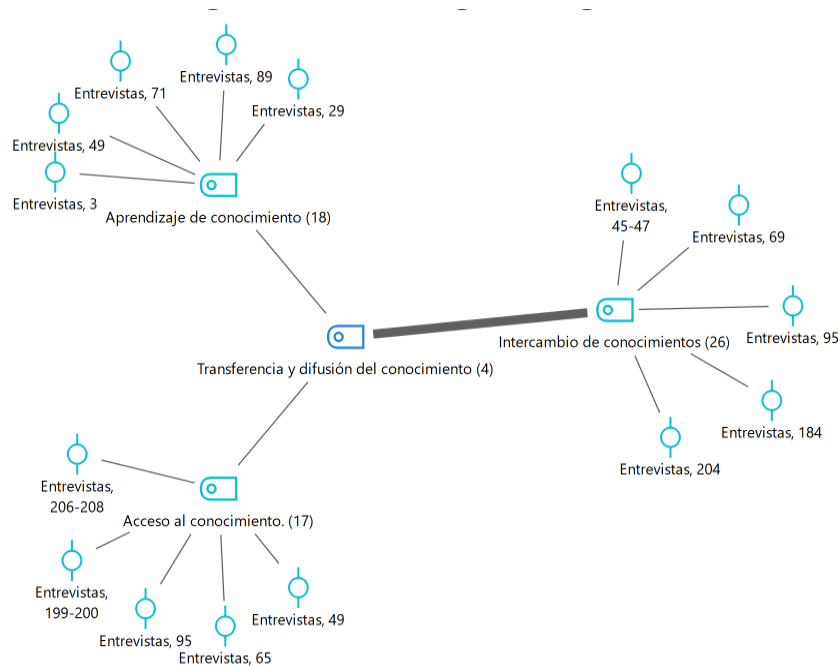 Entrevistas, 89
Entrevistas, 71
Entrevistas, 29
Entrevistas, 49
Entrevistas, 3
Aprendizaje de conocimiento (18)
Entrevistas,
45-47
Entrevistas, 69
Entrevistas, 95
Intercambio de conocimientos (26)
Transferencia y difusión del conocimiento (4)
Entrevistas, 184
Entrevistas, 204
Entrevistas,
206-208
Acceso al conocimiento. (17)
Entrevistas,
199-200
Entrevistas, 49
Entrevistas, 95
Entrevistas, 65